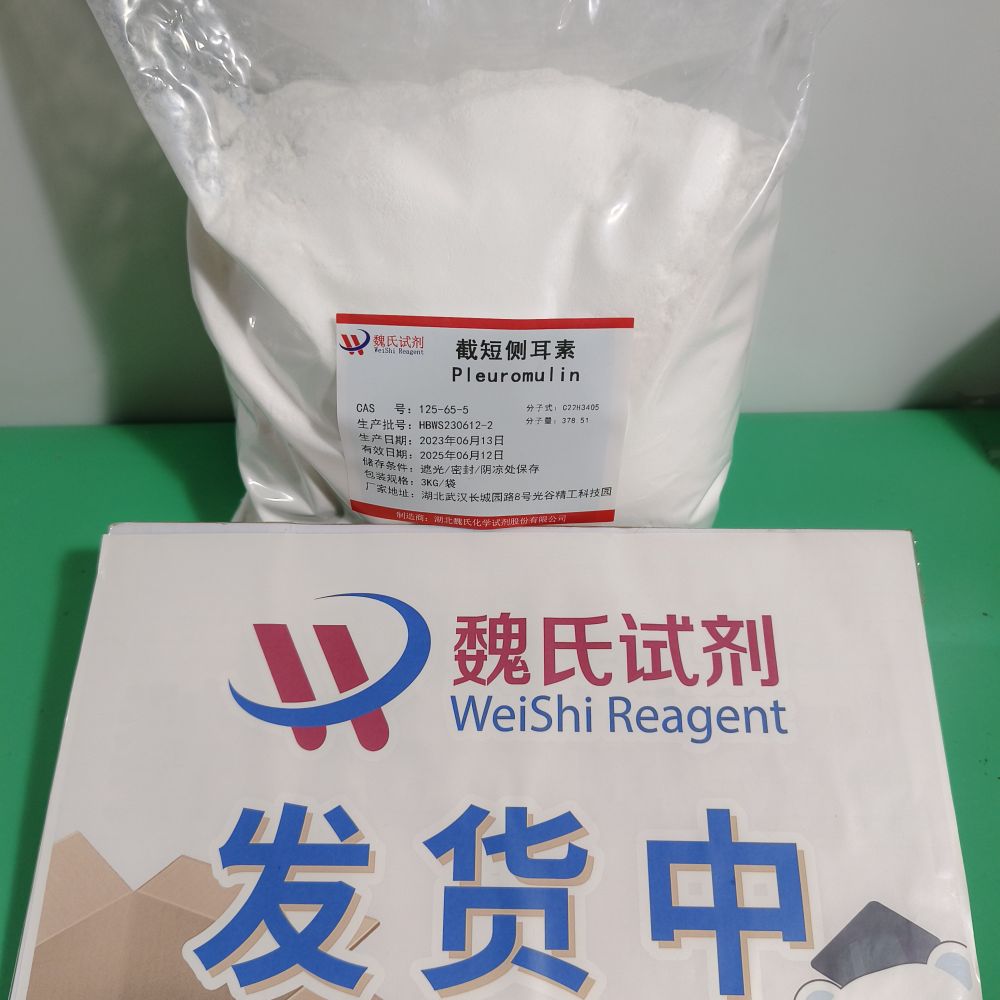 魏氏试剂
WeiShi Reagent
截短侧耳素
Pleuromulin
CAS 号：125-65-5
分子式：C22H34O5
生产批号：HBWS230612-2
分子量：378 51
生产日期：2023年06月13日
有效日期：2025年06月12日
储存条件：遮光/密封/阴凉处保存
包装规格：3KG/袋
厂家地址：湖北武汉长城园路8号光谷精工科技园
制造商：湖北魏氏化学试剂股份有限公司
魏氏试剂
WeiShi Reagent
发货中